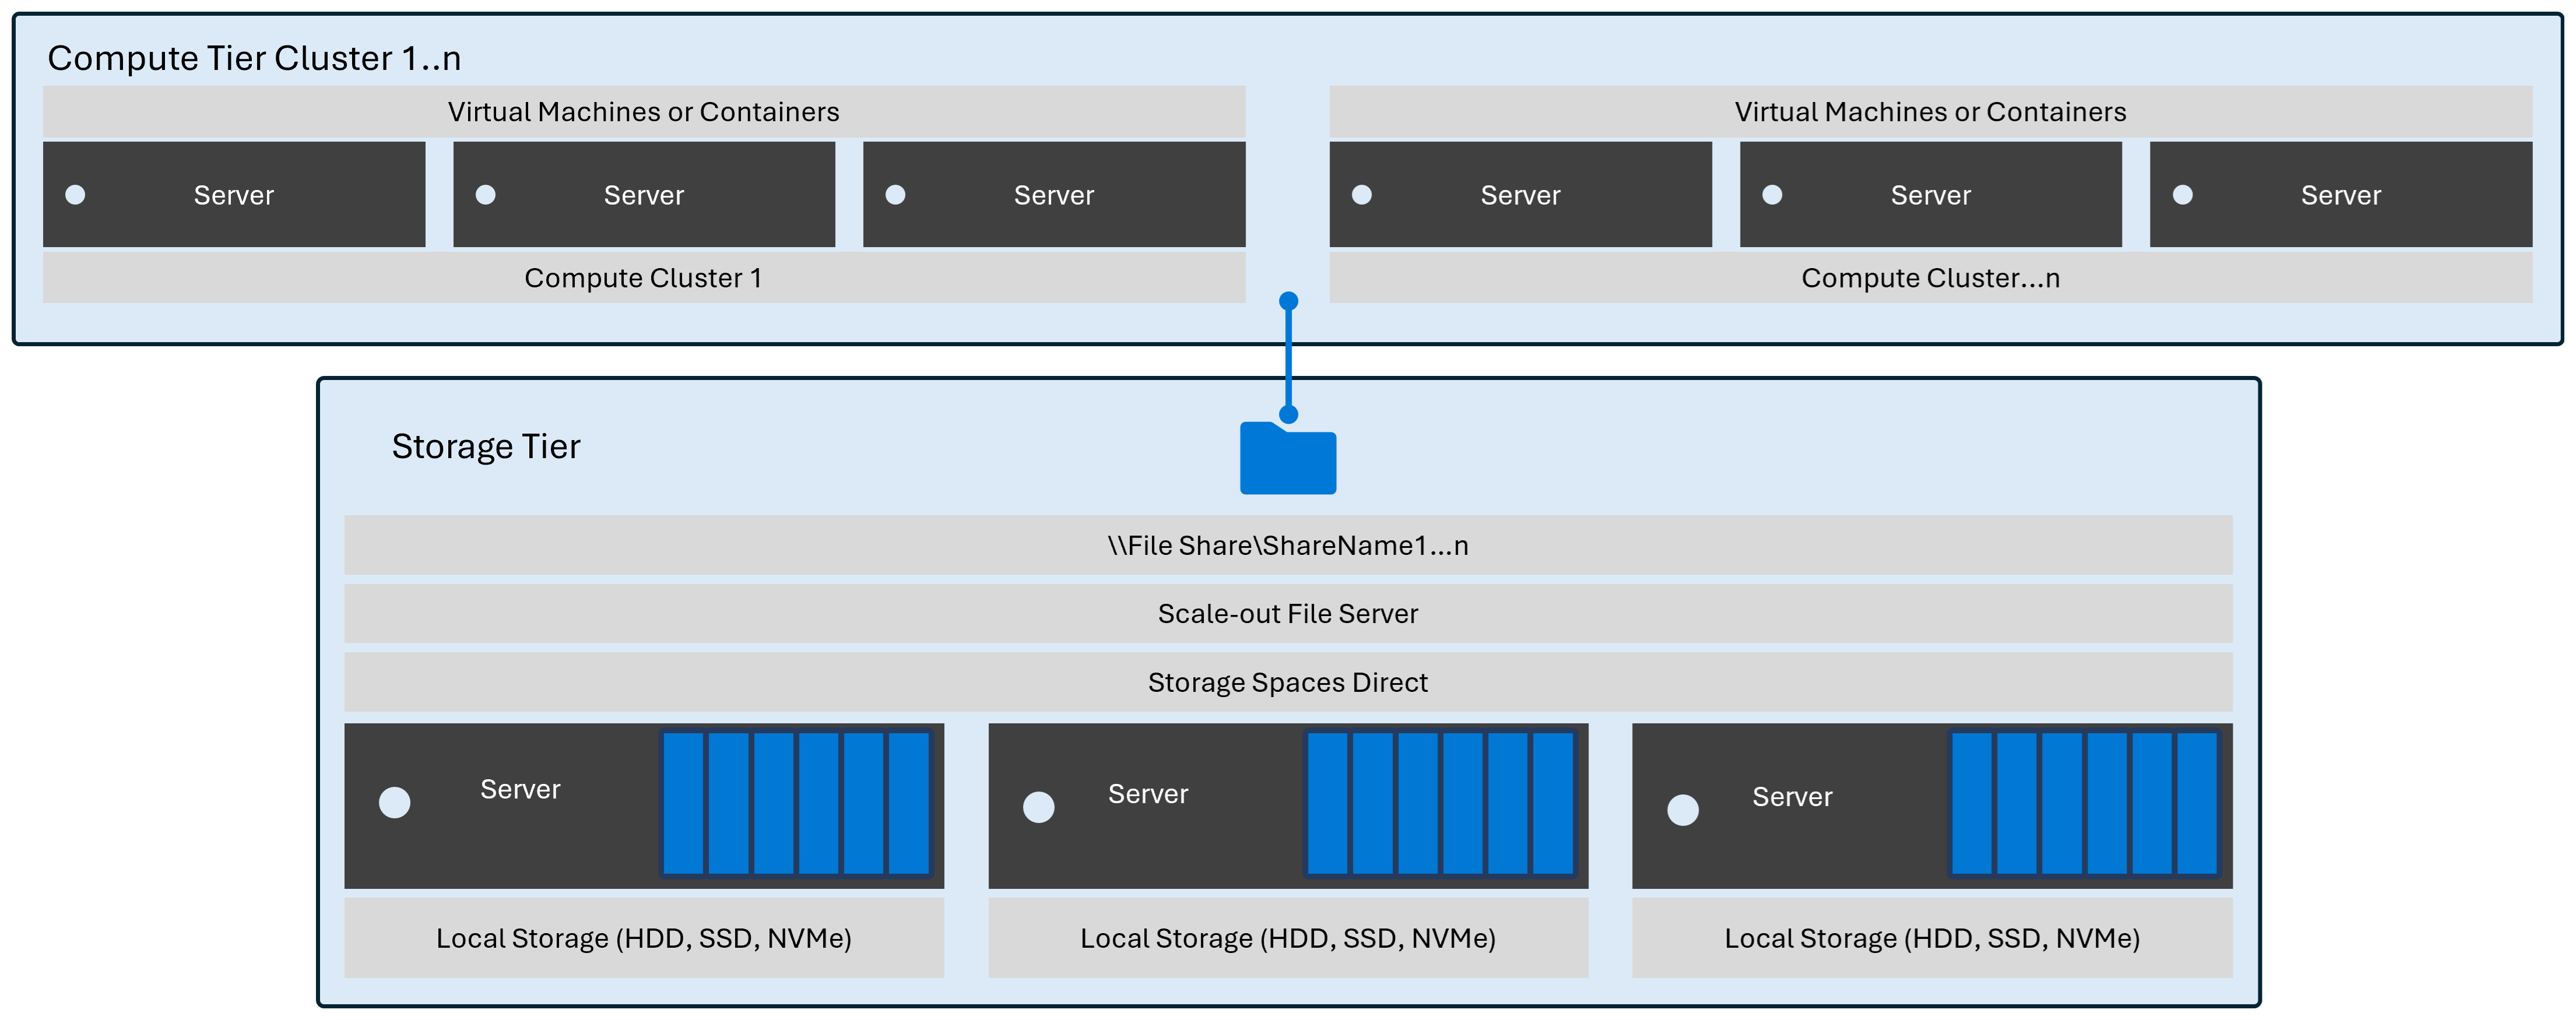 Compute Tier Cluster 1..n
Virtual Machines or Containers
Virtual Machines or Containers
Server
Server
Server
Server
Server
Server
Compute Cluster 1
Compute Cluster...n
Storage Tier
\\File Share\ShareName1...n
Scale-out File Server
Storage Spaces Direct
Server
Server
Server
Local Storage (HDD, SSD, NVMe)
Local Storage (HDD, SSD, NVMe)
Local Storage (HDD, SSD, NVMe)